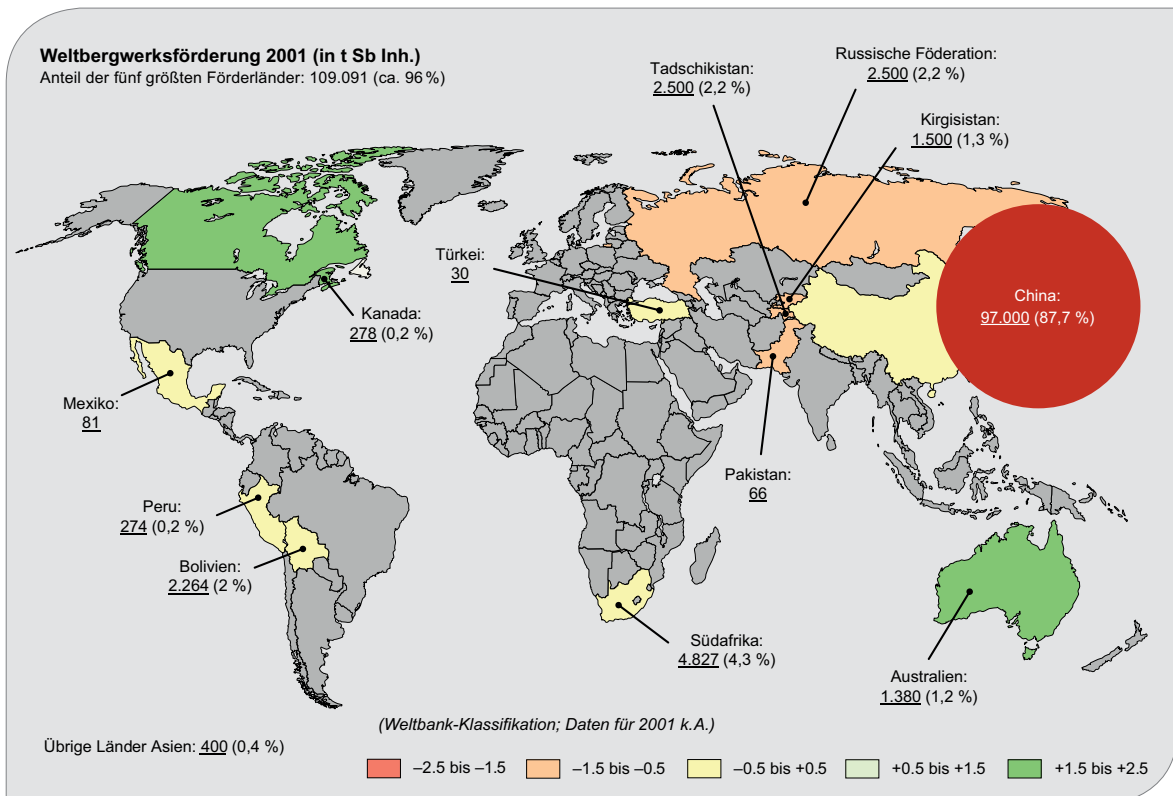 Weltbergwerksförderung 2001 (in t Sb Inh.)
Anteil der fünf größten Förderländer: 109.091 (ca. 96 %)
Russische Föderation:
2.500 (2,2 %)
Tadschikistan:
2.500 (2,2 %)
Kirgisistan:
1.500 (1,3 %)
Türkei:
30
China:
97.000 (87,7 %)
Kanada:
278 (0,2 %)
Mexiko:
81
Pakistan:
66
Peru:
274 (0,2 %)
Bolivien:
2.264 (2 %)
Südafrika:
4.827 (4,3 %)
Australien:
1.380 (1,2 %)
(Weltbank-Klassifikation; Daten für 2001 k.A.)
Übrige Länder Asien: 400 (0,4 %)
–2.5 bis –1.5
–1.5 bis –0.5
–0.5 bis +0.5
+0.5 bis +1.5
+1.5 bis +2.5